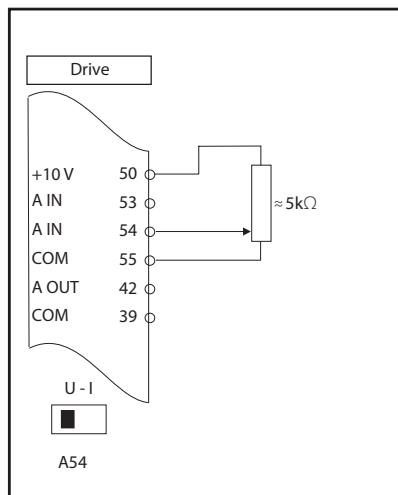 Drive
+10 V 50
A IN 53
A IN 54
COM 55
A OUT 42
COM 39
≈ 5kΩ
U - I
A54